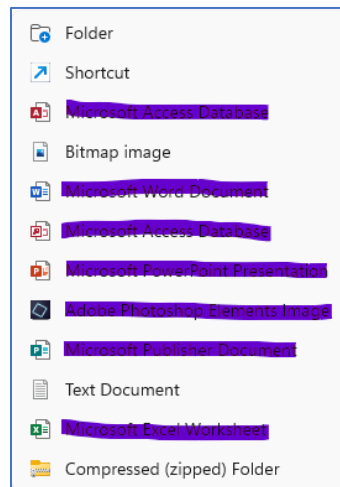 Folder
Shortcut
Microsoft Access Database
Bitmap image
Microsoft Word Document
Microsoft Access Database
Microsoft PowerPoint Presentation
Adobe Photoshop Elements Image
Microsoft Publisher Document
Text Document
Microsoft Excel Worksheet
Compressed (zipped) Folder